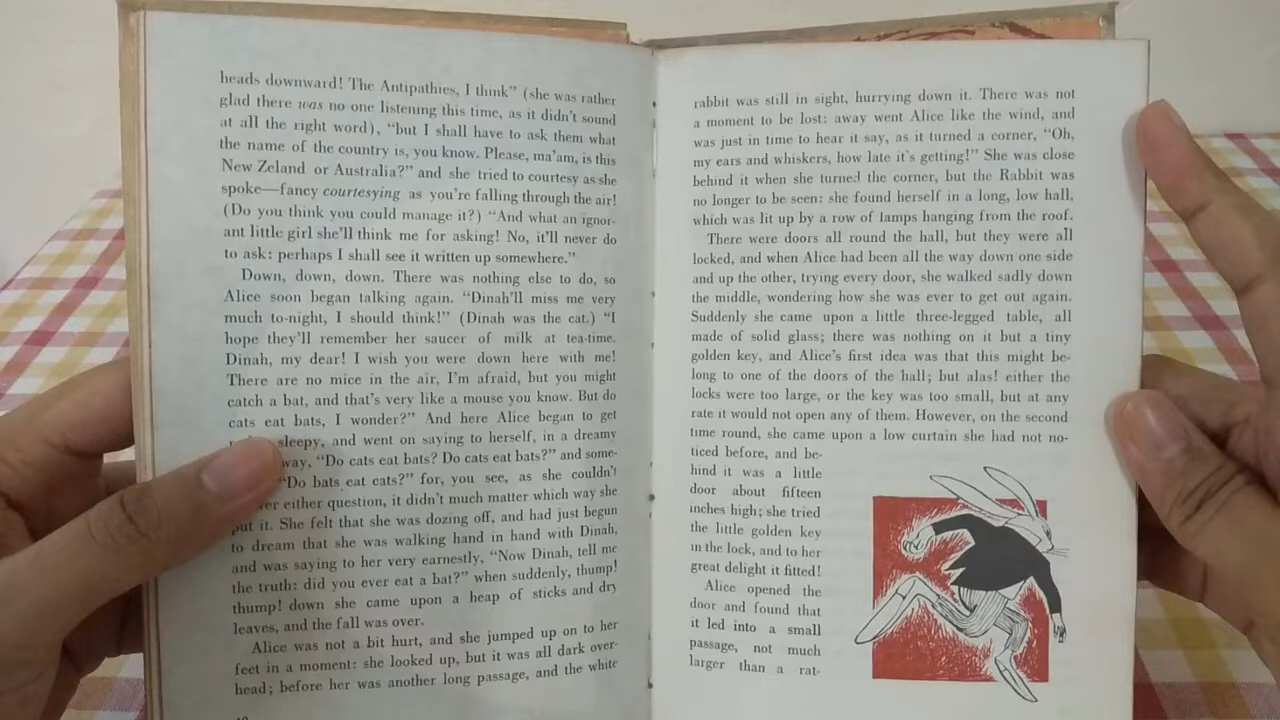 heads downward! The Antipathies, I think” (she was rather
glad there was no one listening this time, as it didn't sound
at all the right word), “but I shall have to ask them what
the name of the country is, you know. Please, ma'am, is this
New Zeland or Australia?” and she tried to courtesy as she
spoke—fancy courtesying as you're falling through the air!
(Do you think you could manage it?) “And what an ignor-
ant little girl she'll think me for asking! No, it'll never do
to ask: perhaps I shall see it written up somewhere.”
Down, down, down. There was nothing else to do, so
Alice soon began talking again. “Dinah'll miss me very
much to-night, I should think!” (Dinah was the cat.) “I
hope they'll remember her saucer of milk at tea-time.
Dinah, my dear! I wish you were down here with me!
There are no mice in the air, I'm afraid, but you might
catch a bat, and that's very like a mouse you know. But do
cats eat bats, I wonder?” And here Alice began to get
sleepy, and went on saying to herself, in a dreamy
way, “Do cats eat bats? Do cats eat bats?” and some-
“Do bats eat cats?” for, you see, as she couldn't
either question, it didn't much matter which way she
put it. She felt that she was dozing off, and had just begun
to dream that she was walking hand in hand with Dinah,
and was saying to her very earnestly, “Now Dinah, tell me
the truth: did you ever eat a bat?” when suddenly, thump!
thump! down she came upon a heap of sticks and dry
leaves, and the fall was over.
Alice was not a bit hurt, and she jumped up on to her
feet in a moment: she looked up, but it was all dark over-
head; before her was another long passage, and the white
rabbit was still in sight, hurrying down it. There was not
a moment to be lost: away went Alice like the wind, and
was just in time to hear it say, as it turned a corner, “Oh,
my ears and whiskers, how late it's getting!” She was close
behind it when she turned the corner, but the Rabbit was
no longer to be seen: she found herself in a long, low hall,
which was lit up by a row of lamps hanging from the roof.
There were doors all round the hall, but they were all
locked, and when Alice had been all the way down one side
and up the other, trying every door, she walked sadly down
the middle, wondering how she was ever to get out again.
Suddenly she came upon a little three-legged table, all
made of solid glass; there was nothing on it but a tiny
golden key, and Alice's first idea was that this might be-
long to one of the doors of the hall; but alas! either the
locks were too large, or the key was too small, but at any
rate it would not open any of them. However, on the second
time round, she came upon a low curtain she had not no-
ticed before, and be-
hind it was a little
door about fifteen
inches high; she tried
the little golden key
in the lock, and to her
great delight it fitted!
Alice opened the
door and found that
it led into a small
passage, not much
larger than a rat-